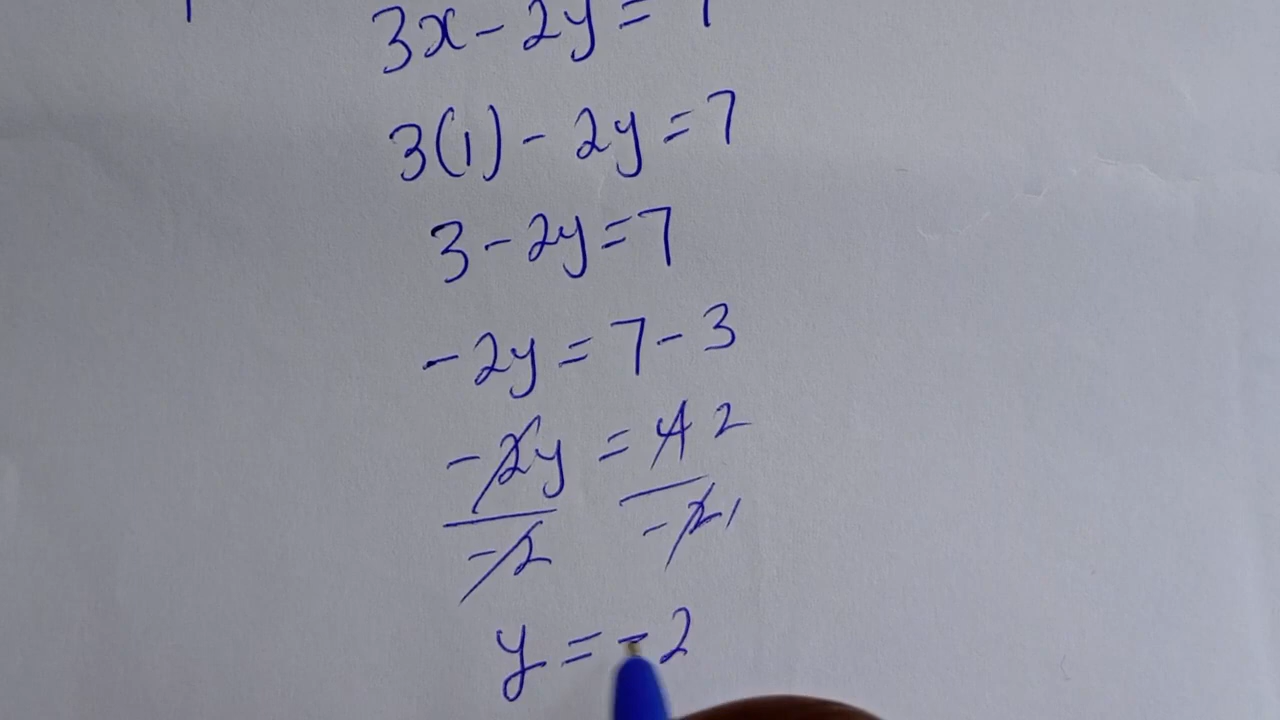 3x - 2y = 7
3(1) - 2y = 7
3 - 2y = 7
-2y = 7 - 3
-2y = 4 2
-2 -2 1
y = -2